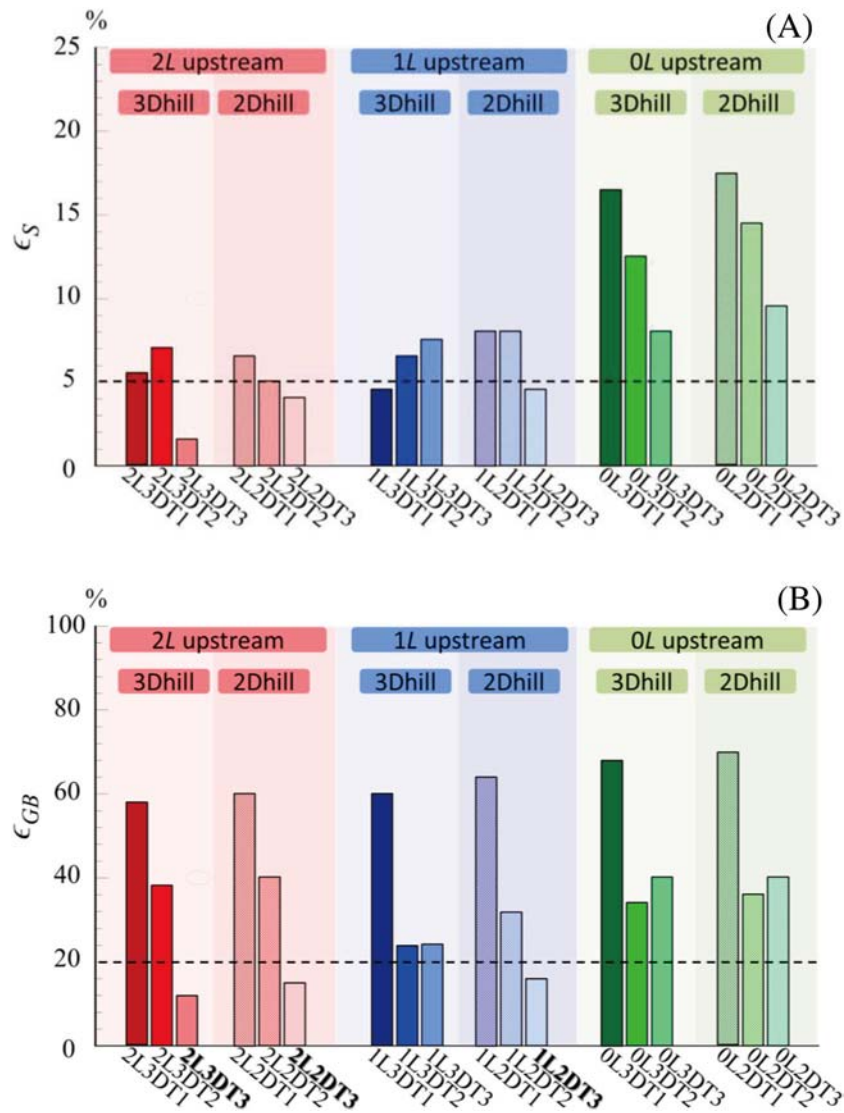 (A)
%
25
2L upstream 1L upstream 0L upstream
3Dhill 2Dhill 3Dhill 2Dhill 3Dhill 2Dhill
20
15
ϵS
10
5
0
2L3DT1 2L3DT2 2L3DT3 2L2DT1 2L2DT2 2L2DT3 1L3DT1 1L3DT2 1L3DT3 1L2DT1 1L2DT2 1L2DT3 0L3DT1 0L3DT2 0L3DT3 0L2DT1 0L2DT2 0L2DT3
(B)
%
100
2L upstream 1L upstream 0L upstream
3Dhill 2Dhill 3Dhill 2Dhill 3Dhill 2Dhill
80
60
ϵGB
40
20
0
2L3DT1 2L3DT2 2L3DT3 2L2DT1 2L2DT2 2L2DT3 1L3DT1 1L3DT2 1L3DT3 1L2DT1 1L2DT2 1L2DT3 0L3DT1 0L3DT2 0L3DT3 0L2DT1 0L2DT2 0L2DT3